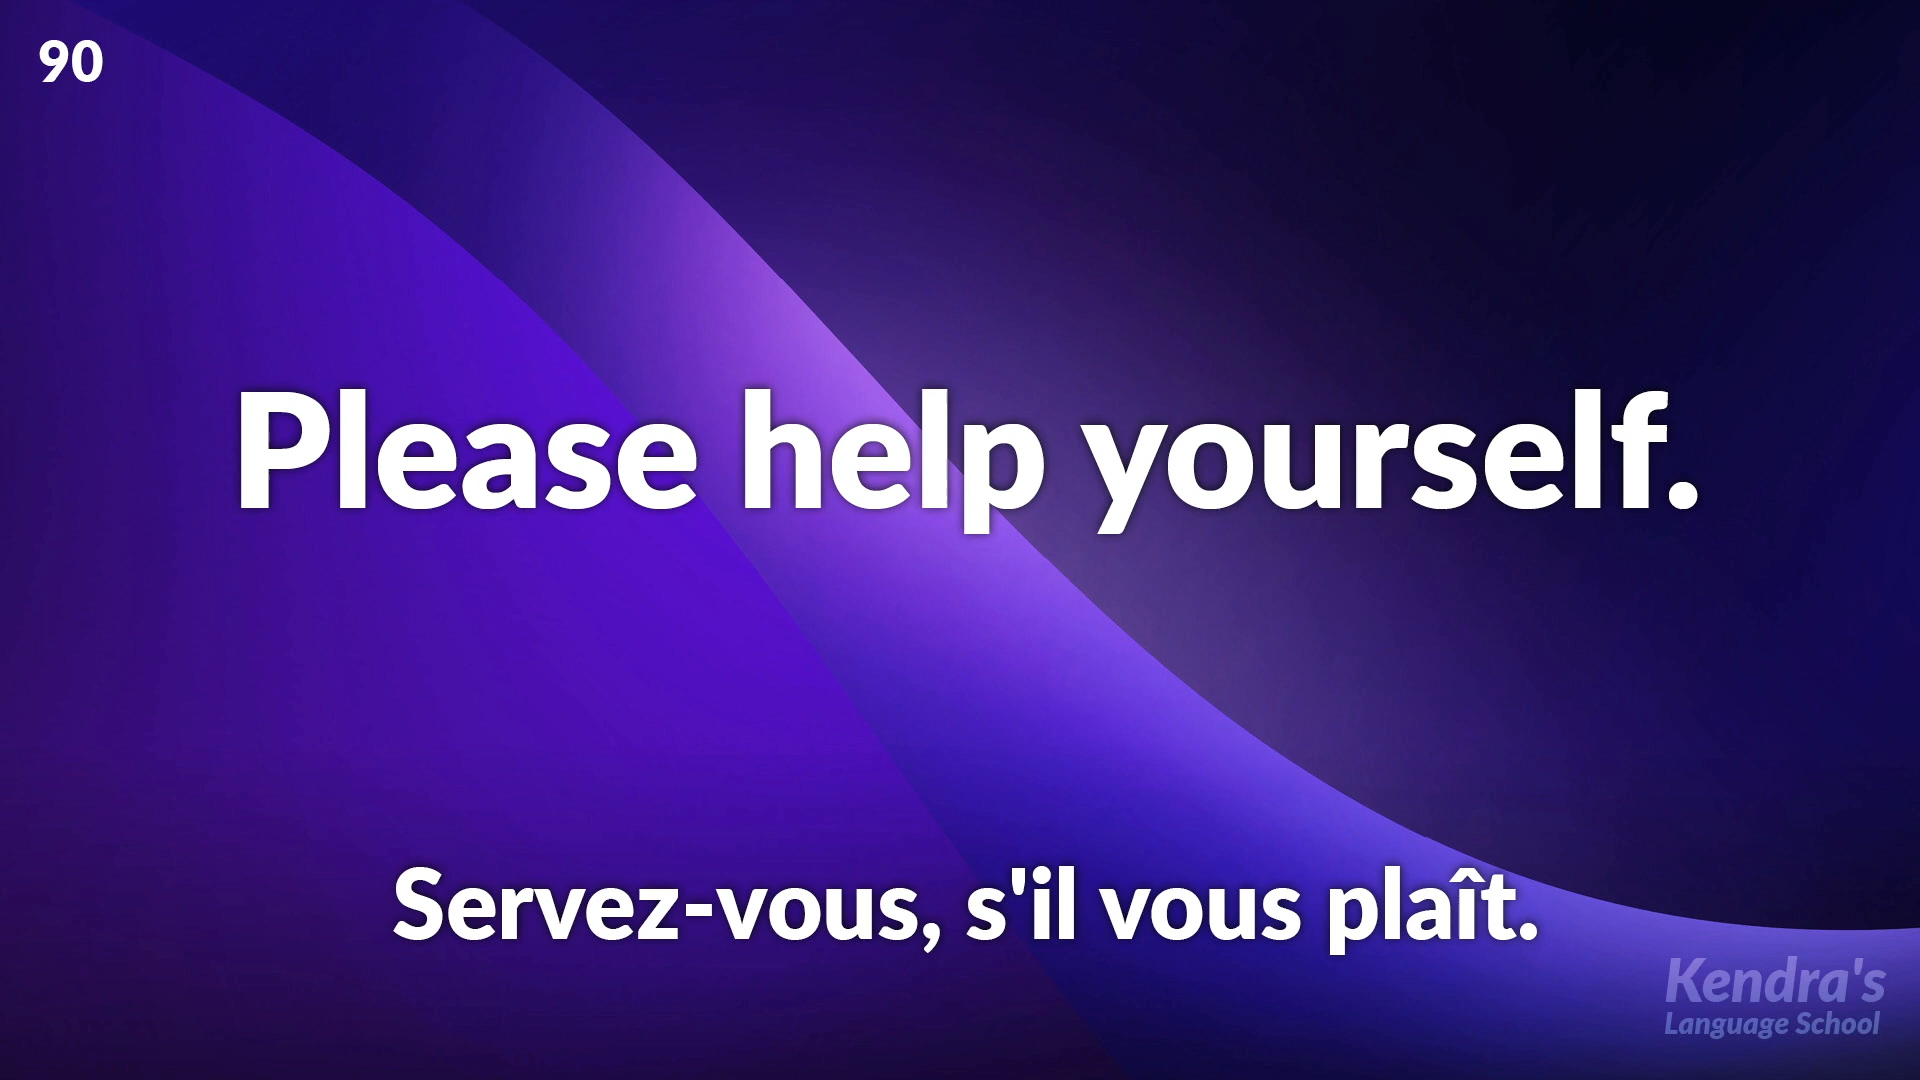 90
Please help yourself.
Servez-vous, s'il vous plaît.
Kendra's
Language School